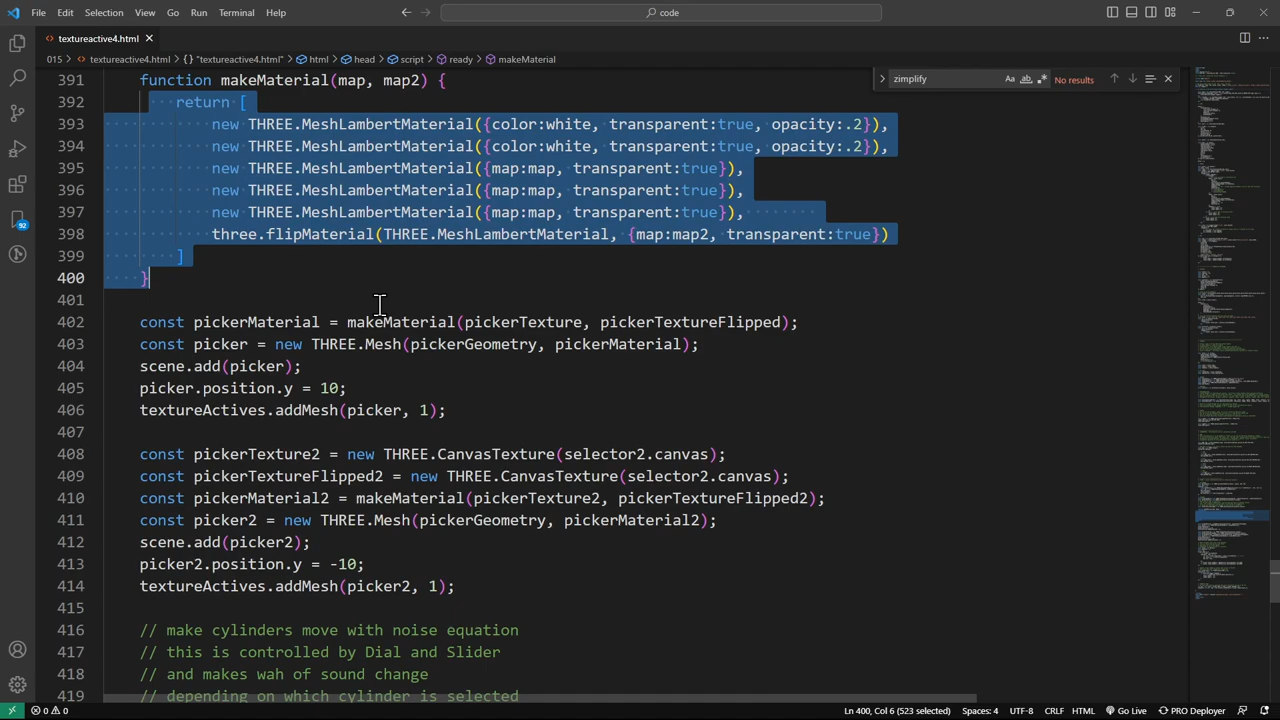 File Edit Selection View Go Run Terminal Help
code
textureactive4.html
015 > textureactive4.html > {} "textureactive4.html" > html > head > script > ready > makeMaterial
zimplify Aa ab .* No results
391 function makeMaterial(map, map2) {
392 return [
393 new THREE.MeshLambertMaterial({color:white, transparent:true, opacity:.2}),
394 new THREE.MeshLambertMaterial({color:white, transparent:true, opacity:.2}),
395 new THREE.MeshLambertMaterial({map:map, transparent:true}),
396 new THREE.MeshLambertMaterial({map:map, transparent:true}),
397 new THREE.MeshLambertMaterial({map:map, transparent:true}),
398 three.flipMaterial(THREE.MeshLambertMaterial, {map:map2, transparent:true})
399 ]
400 }
401
402 const pickerMaterial = makeMaterial(pickerTexture, pickerTextureFlipped);
403 const picker = new THREE.Mesh(pickerGeometry, pickerMaterial);
404 scene.add(picker);
405 picker.position.y = 10;
406 textureActives.addMesh(picker, 1);
407
408 const pickerTexture2 = new THREE.CanvasTexture(selector2.canvas);
409 const pickerTextureFlipped2 = new THREE.CanvasTexture(selector2.canvas);
410 const pickerMaterial2 = makeMaterial(pickerTexture2, pickerTextureFlipped2);
411 const picker2 = new THREE.Mesh(pickerGeometry, pickerMaterial2);
412 scene.add(picker2);
413 picker2.position.y = -10;
414 textureActives.addMesh(picker2, 1);
415
416 // make cylinders move with noise equation
417 // this is controlled by Dial and Slider
418 // and makes wah of sound change
419 // depending on which cylinder is selected
92
0 0 Ln 400, Col 6 (523 selected) Spaces: 4 UTF-8 CRLF HTML Go Live PRO Deployer